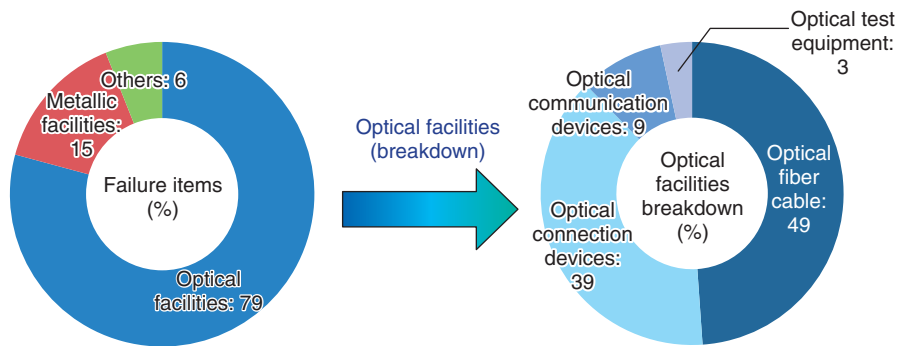 Others: 6
Metallic
facilities:
15
Failure items
(%)
Optical
facilities: 79
Optical facilities
(breakdown)
Optical test
equipment:
3
Optical
communication
devices: 9
Optical
facilities
breakdown
(%)
Optical
fiber
cable:
49
Optical
connection
devices:
39